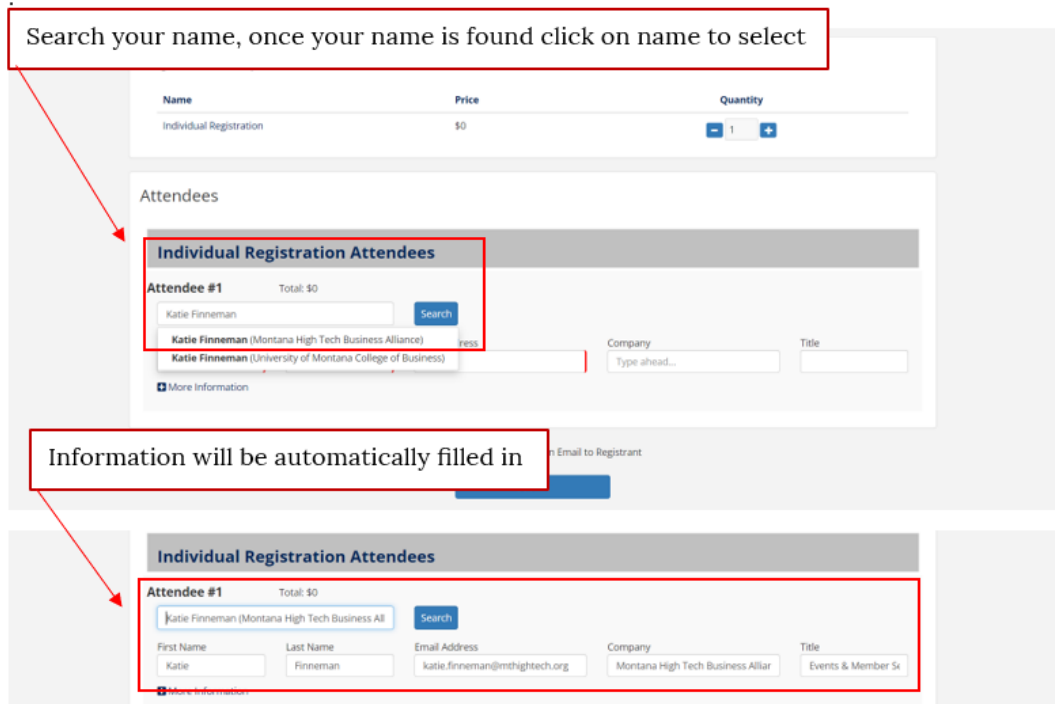 Search your name, once your name is found click on name to select
Name Price Quantity
Individual Registration $0 1
Attendees
Individual Registration Attendees
Attendee #1 Total: $0
Katie Finneman Search
Katie Finneman (Montana High Tech Business Alliance)
Katie Finneman (University of Montana College of Business)
Company Title
Type ahead...
More Information
Information will be automatically filled in
Email to Registrant
Individual Registration Attendees
Attendee #1 Total: $0
Katie Finneman (Montana High Tech Business All Search
First Name Last Name Email Address Company Title
Katie Finneman katie.finneman@mthightech.org Montana High Tech Business Alliar Events & Member Se
More Information